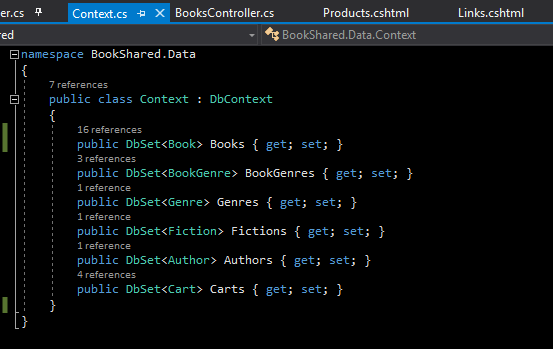 er.cs Context.cs BooksController.cs Products.cshtml Links.cshtml
red BookShared.Data.Context
namespace BookShared.Data
{
7 references
public class Context : DbContext
{
16 references
public DbSet<Book> Books { get; set; }
3 references
public DbSet<BookGenre> BookGenres { get; set; }
1 reference
public DbSet<Genre> Genres { get; set; }
1 reference
public DbSet<Fiction> Fictions { get; set; }
1 reference
public DbSet<Author> Authors { get; set; }
4 references
public DbSet<Cart> Carts { get; set; }
}
}